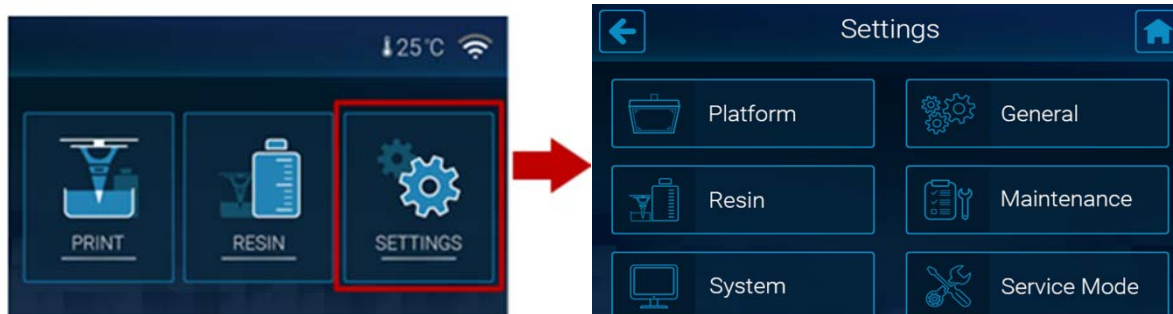 25°C
PRINT
RESIN
SETTINGS
Settings
Platform
General
Resin
Maintenance
System
Service Mode